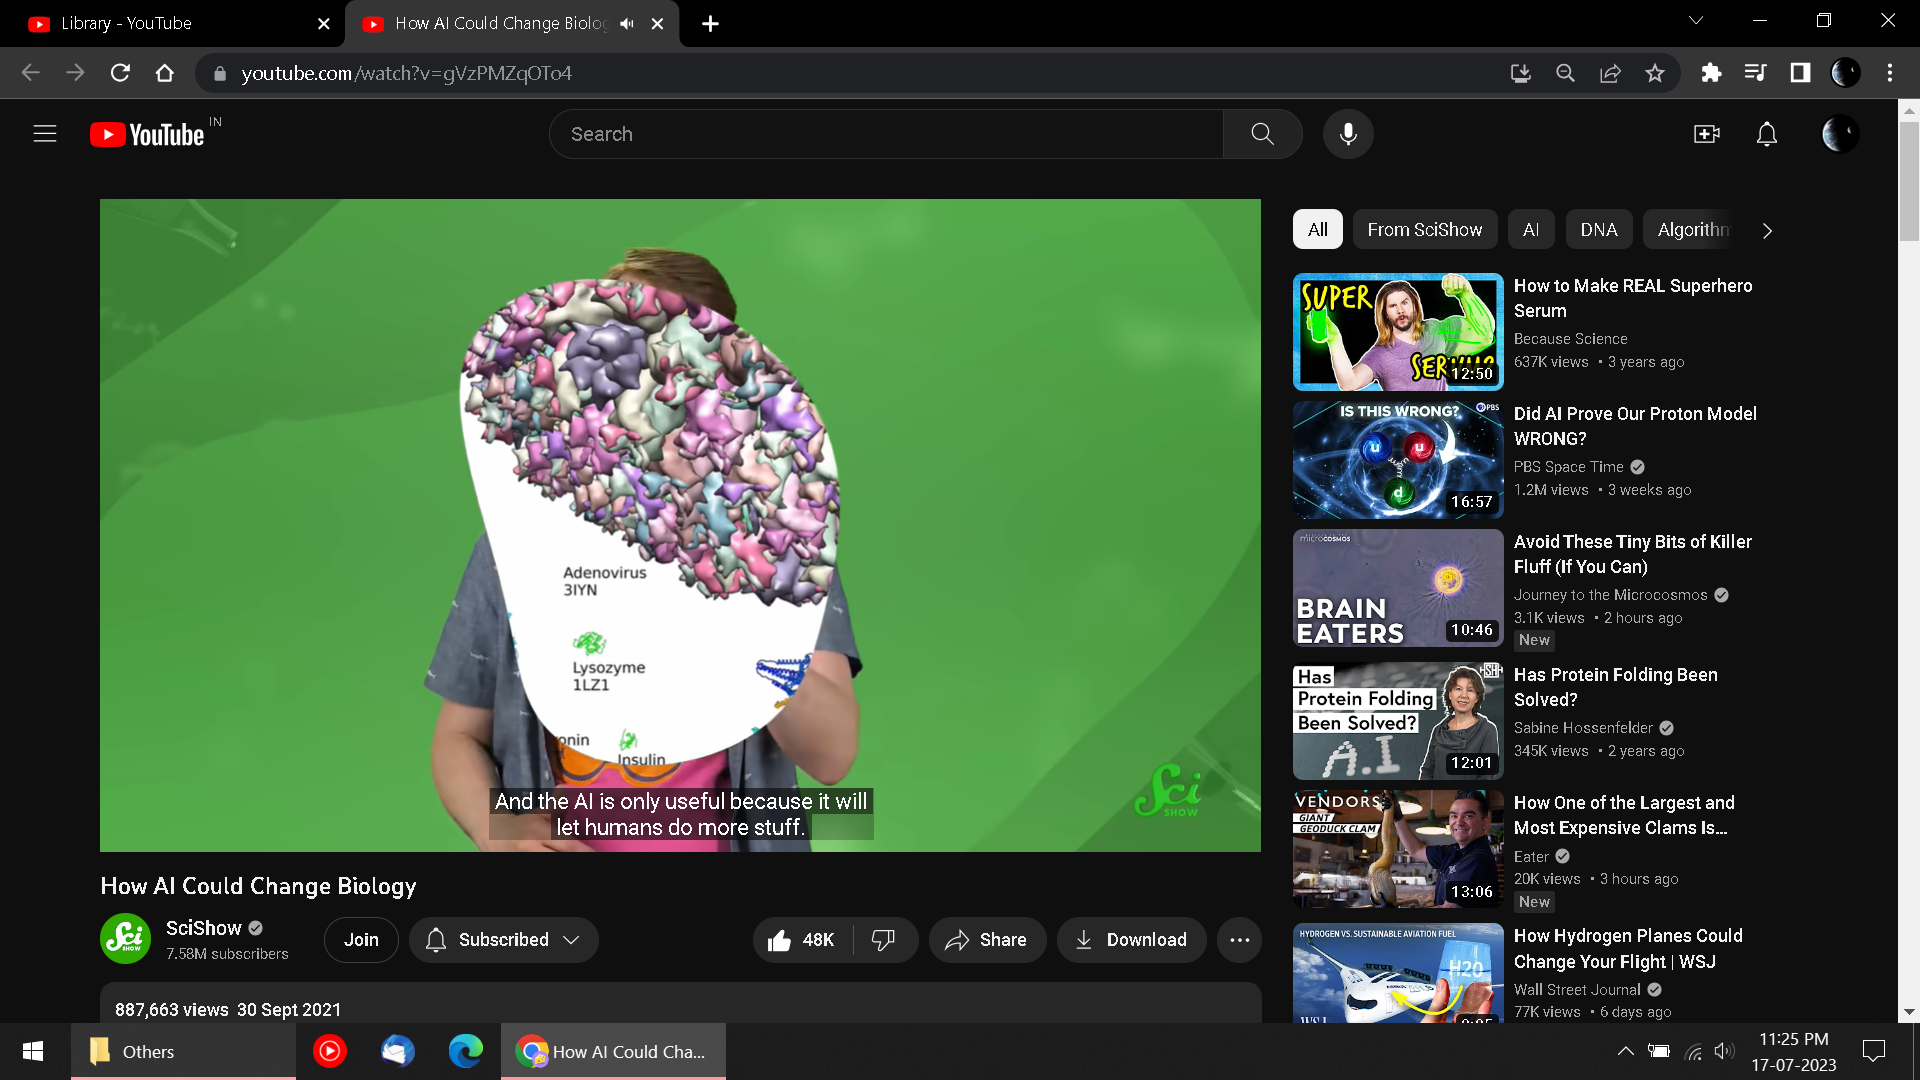 Library - YouTube
How AI Could Change Biolo
youtube.com/watch?v=gVzPMZqOTo4
YouTube IN
Search
All
From SciShow
AI
DNA
Algorithm
Adenovirus
3IYN
Lysozyme
1LZ1
onin
Insulin
Sci
SHOW
And the AI is only useful because it will
let humans do more stuff.
How AI Could Change Biology
Sci
SHOW
SciShow
7.58M subscribers
Join
Subscribed
48K
Share
Download
887,663 views 30 Sept 2021
SUPER
SERUM?
12:50
How to Make REAL Superhero
Serum
Because Science
637K views • 3 years ago
IS THIS WRONG?
PBS
u
u
d
16:57
Did AI Prove Our Proton Model
WRONG?
PBS Space Time
1.2M views • 3 weeks ago
microcosmos
BRAIN
EATERS
10:46
Avoid These Tiny Bits of Killer
Fluff (If You Can)
Journey to the Microcosmos
3.1K views • 2 hours ago
New
Has
Protein Folding
Been Solved?
SH
A.I
12:01
Has Protein Folding Been
Solved?
Sabine Hossenfelder
345K views • 2 years ago
VENDORS
GIANT
GEODUCK CLAM
13:06
How One of the Largest and
Most Expensive Clams Is...
Eater
20K views • 3 hours ago
New
HYDROGEN VS. SUSTAINABLE AVIATION FUEL
H2O
WSJ
How Hydrogen Planes Could
Change Your Flight | WSJ
Wall Street Journal
77K views • 6 days ago
Others
How AI Could Cha...
11:25 PM
17-07-2023